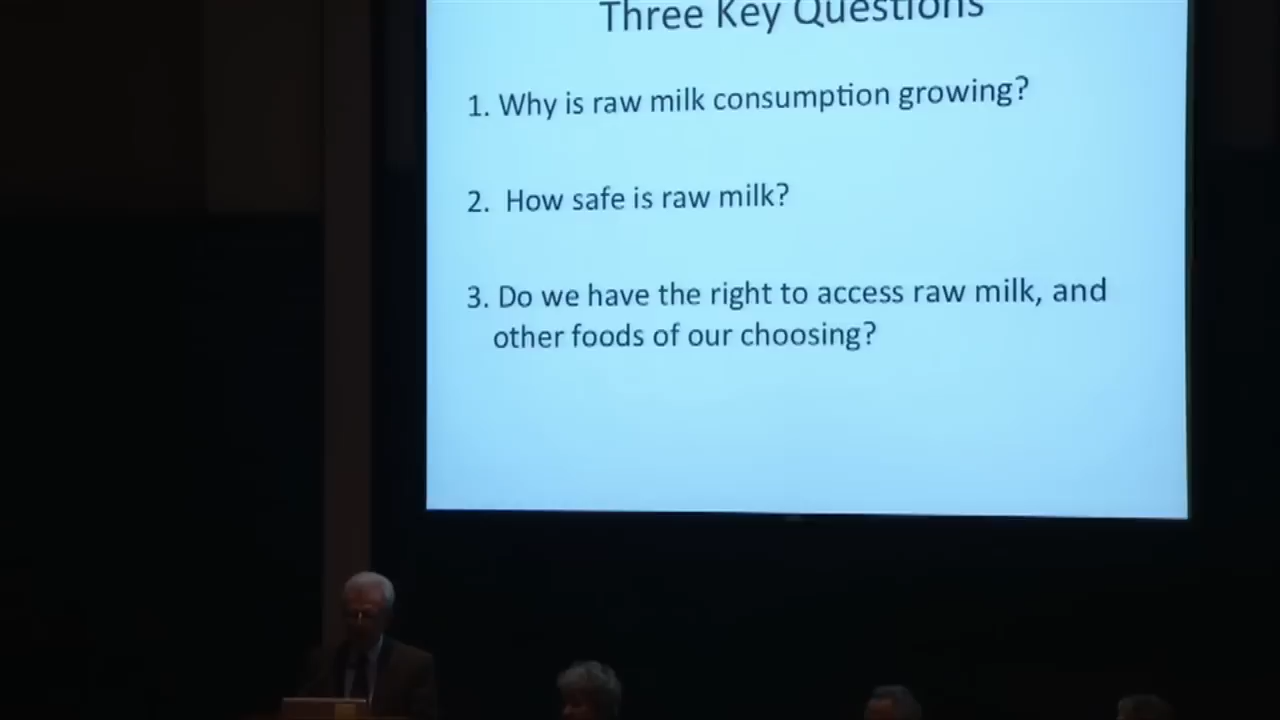 Three Key Questions
1. Why is raw milk consumption growing?
2. How safe is raw milk?
3. Do we have the right to access raw milk, and
other foods of our choosing?